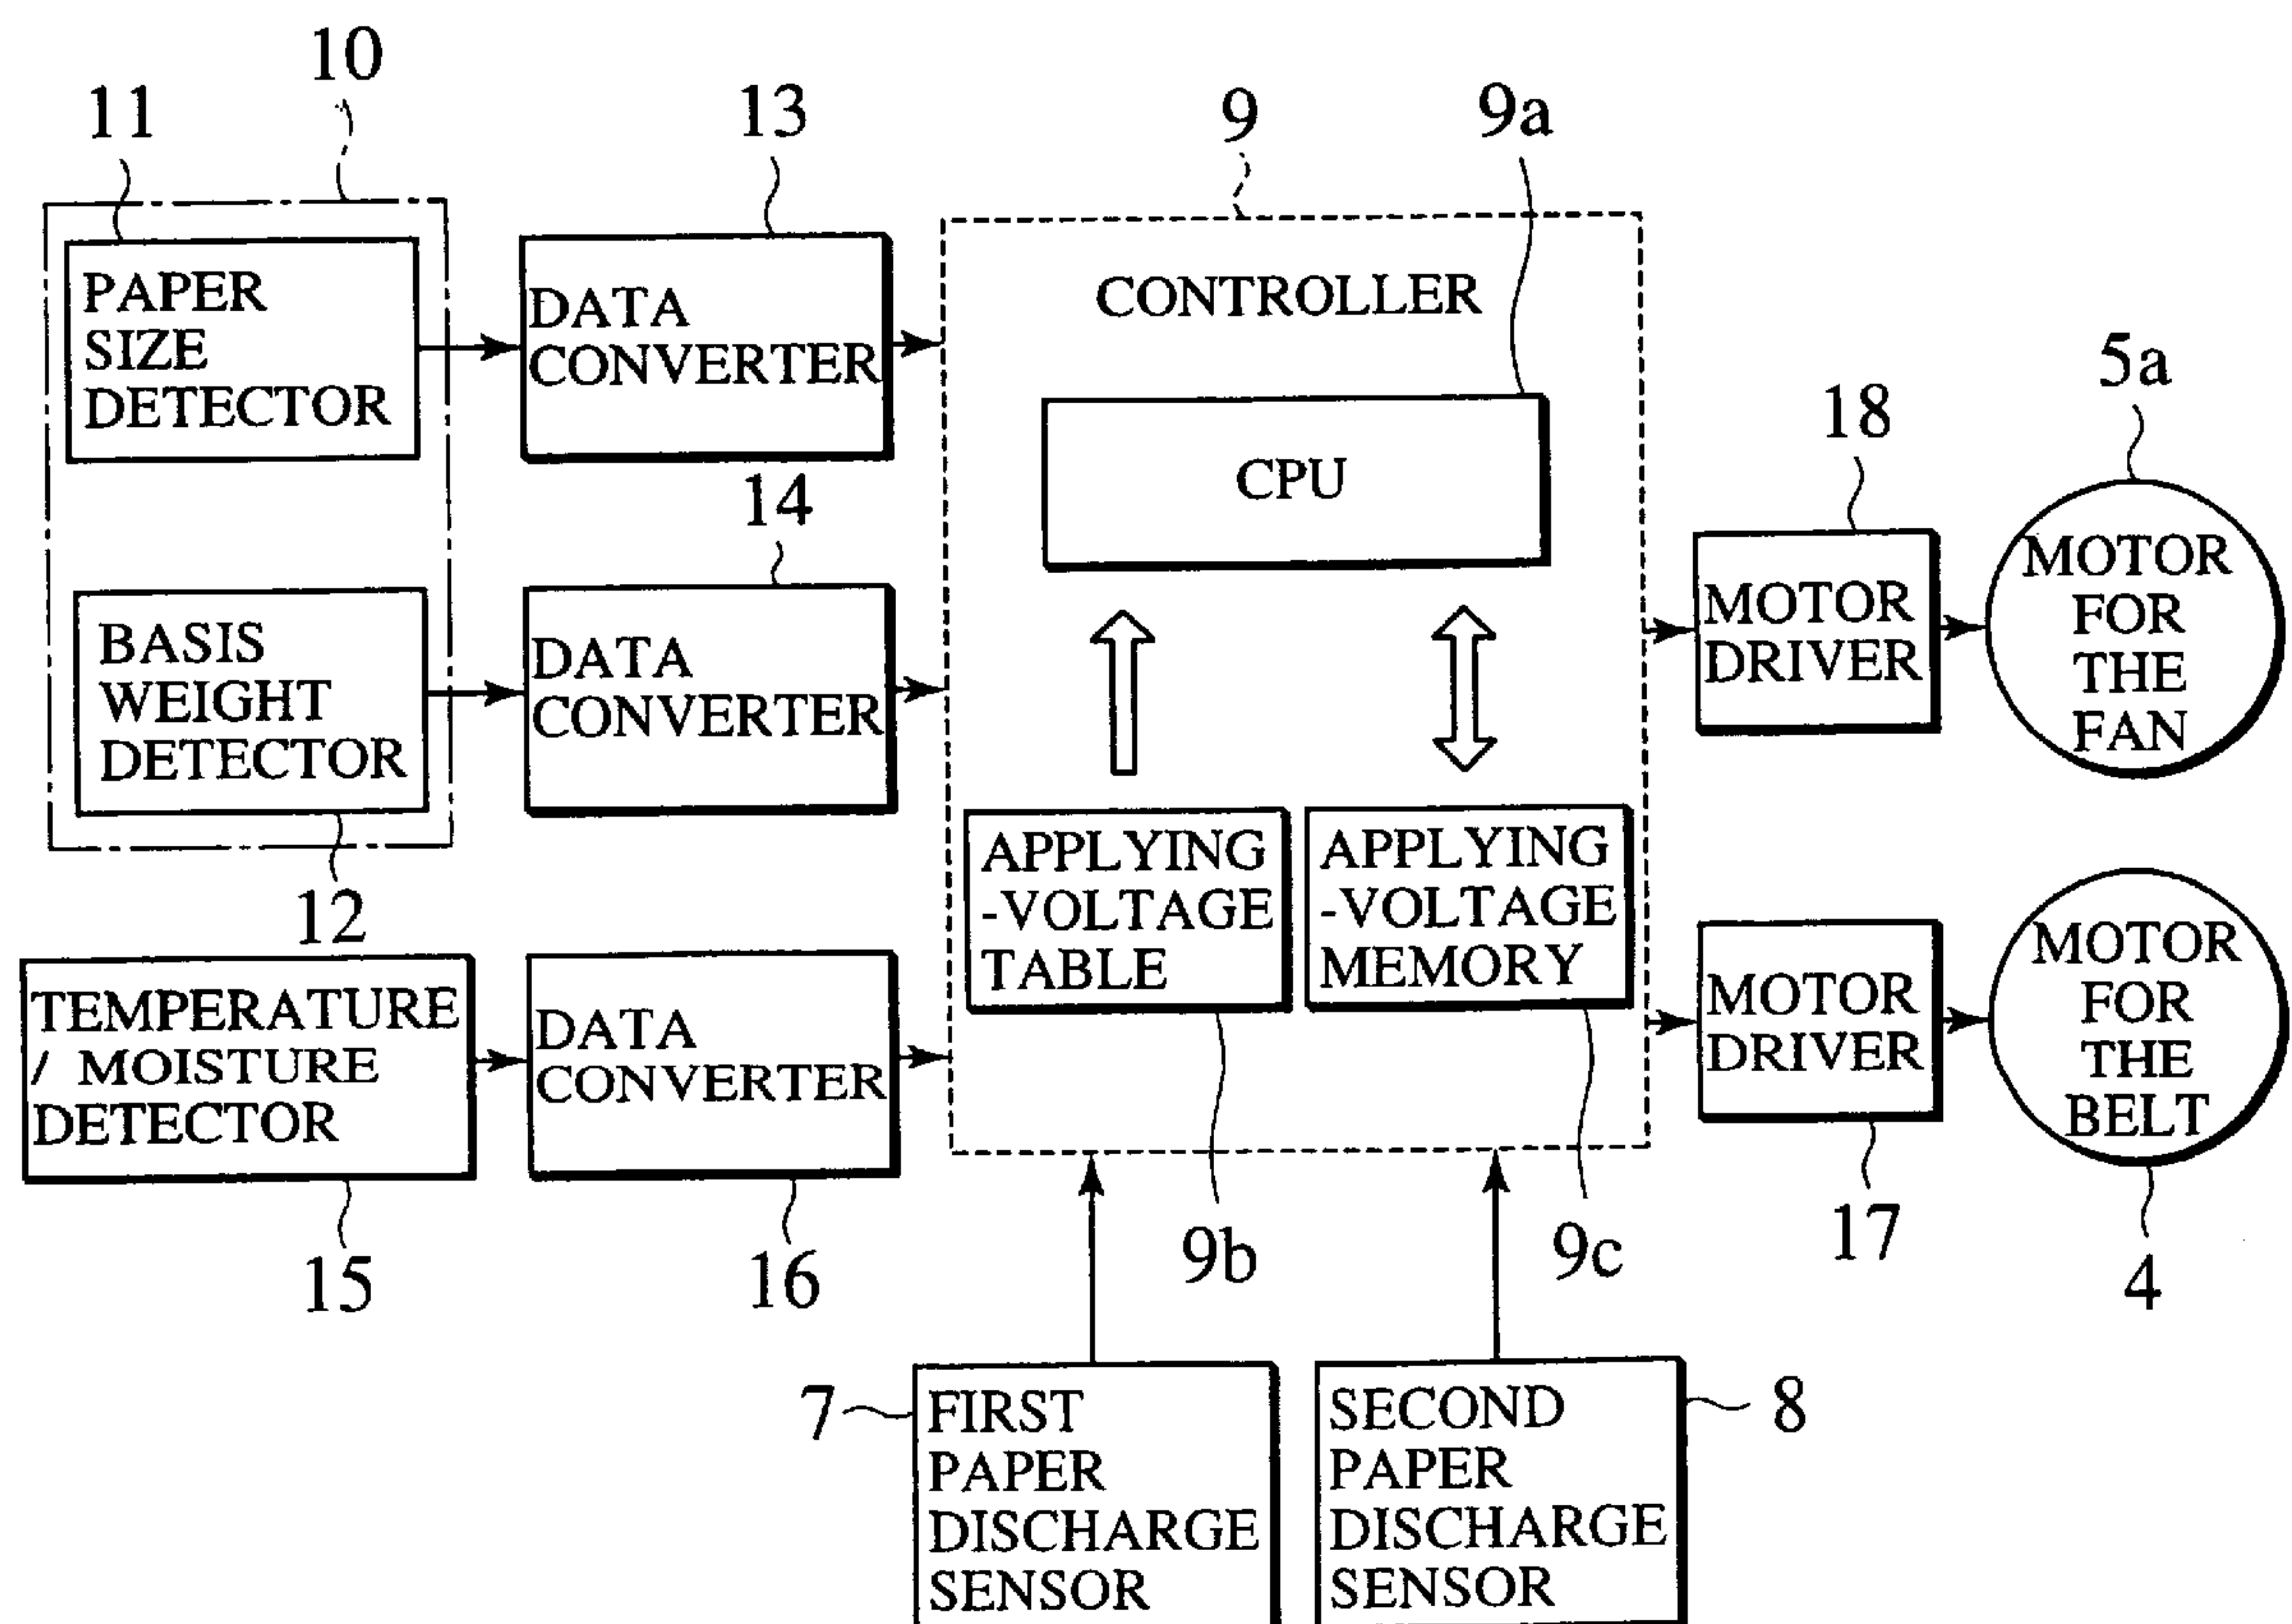 10
11
13
9
9a
PAPER
SIZE
DETECTOR
DATA
CONVERTER
CONTROLLER
CPU
5a
18
14
MOTOR
FOR
THE
FAN
MOTOR
DRIVER
BASIS
WEIGHT
DETECTOR
DATA
CONVERTER
APPLYING
-VOLTAGE
TABLE
APPLYING
-VOLTAGE
MEMORY
12
TEMPERATURE
/ MOISTURE
DETECTOR
DATA
CONVERTER
MOTOR
DRIVER
MOTOR
FOR
THE
BELT
15
16
9b
9c
17
4
7
FIRST
PAPER
DISCHARGE
SENSOR
SECOND
PAPER
DISCHARGE
SENSOR
8